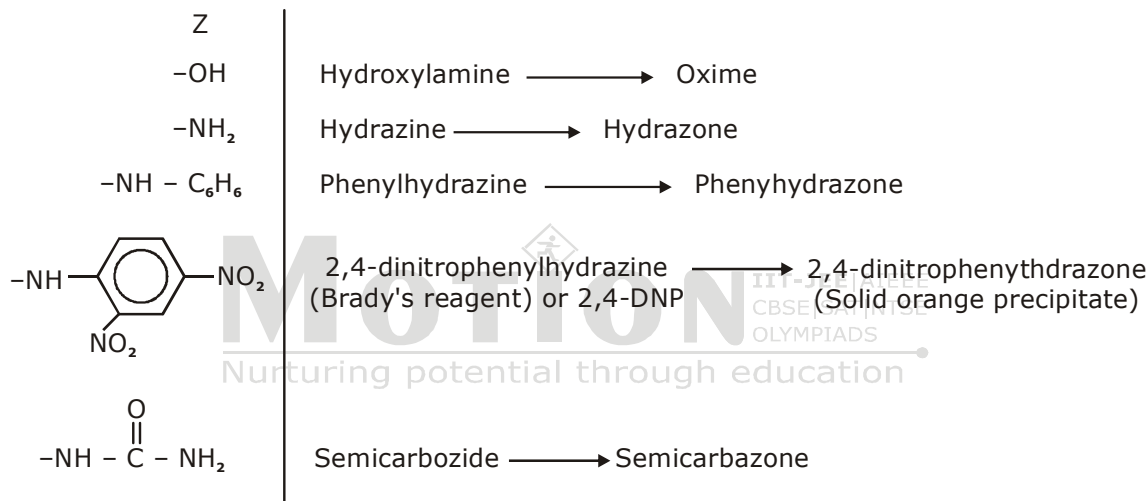 Z
–OH Hydroxylamine Oxime
–NH₂ Hydrazine Hydrazone
–NH – C₆H₆ Phenylhydrazine Phenyhydrazone
–NH NO₂ 2,4-dinitrophenylhydrazine 2,4-dinitrophenythdrazone
(Brady's reagent) or 2,4-DNP (Solid orange precipitate)
NO₂
MOTION
IIT-JEE|AIEEE
CBSE|SAT|NTSE
OLYMPIADS
Nurturing potential through education
O
–NH – C – NH₂ Semicarbozide Semicarbazone